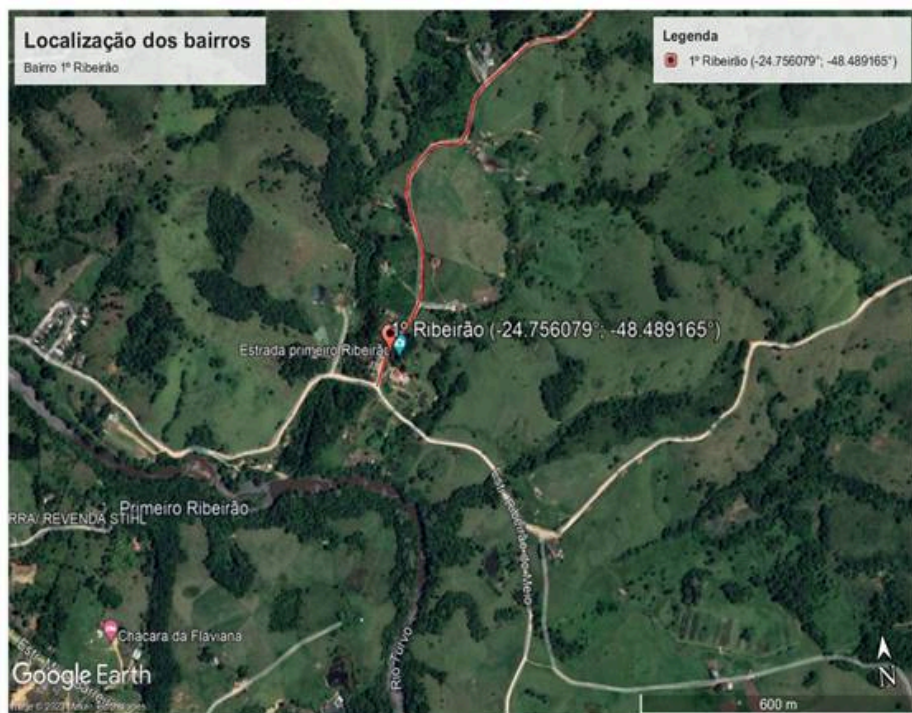 Localização dos bairros
Bairro 1º Ribeirão
Legenda
1º Ribeirão (-24.756079°; -48.489165°)
1º Ribeirão (-24.756079°; -48.489165°)
Estrada primeiro Ribeirão
Primeiro Ribeirão
RRA/ REVENDA STIHL
Chácara da Flaviana
Rio Turvo
Google Earth
N
600 m